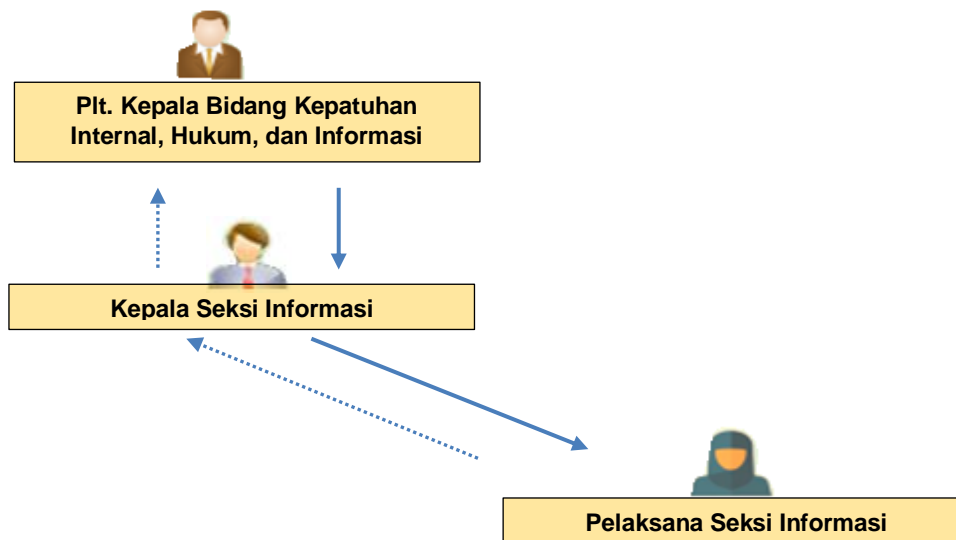 Plt. Kepala Bidang Kepatuhan
Internal, Hukum, dan Informasi
Kepala Seksi Informasi
Pelaksana Seksi Informasi